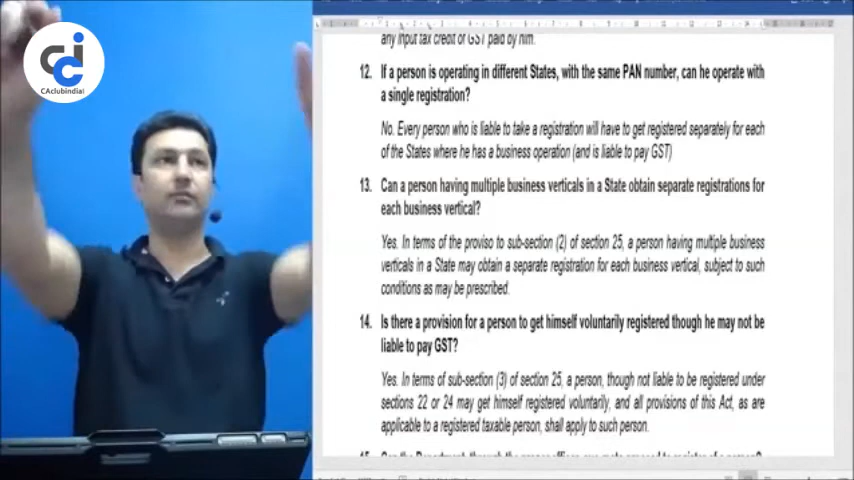 CAclubindia
any input tax credit of GST paid by him.
12. If a person is operating in different States, with the same PAN number, can he operate with
a single registration?
No. Every person who is liable to take a registration will have to get registered separately for each
of the States where he has a business operation (and is liable to pay GST)
13. Can a person having multiple business verticals in a State obtain separate registrations for
each business vertical?
Yes. In terms of the proviso to sub-section (2) of section 25, a person having multiple business
verticals in a State may obtain a separate registration for each business vertical, subject to such
conditions as may be prescribed.
14. Is there a provision for a person to get himself voluntarily registered though he may not be
liable to pay GST?
Yes. In terms of sub-section (3) of section 25, a person, though not liable to be registered under
sections 22 or 24 may get himself registered voluntarily, and all provisions of this Act, as are
applicable to a registered taxable person, shall apply to such person.